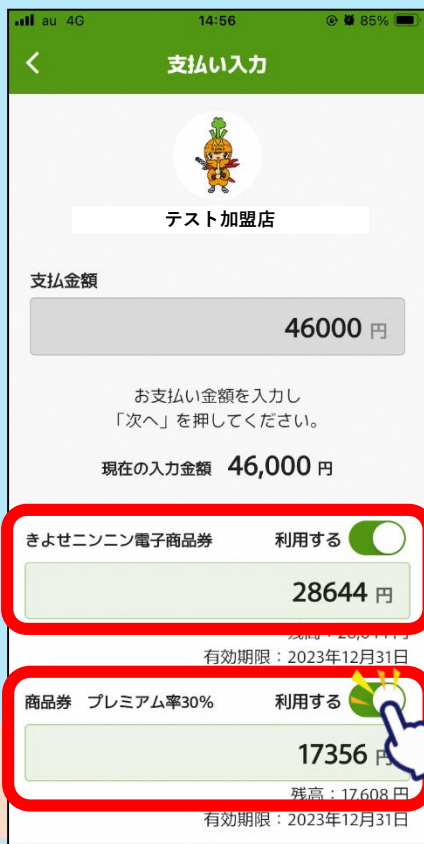 au 4G 14:56 85%
支払い入力
テスト加盟店
支払金額
46000 円
お支払い金額を入力し
「次へ」を押してください。
現在の入力金額 46,000 円
きよせニンニン電子商品券 利用する
28644 円
有効期限：2023年12月31日
商品券 プレミアム率30% 利用する
17356 円
残高：17,608 円
有効期限：2023年12月31日